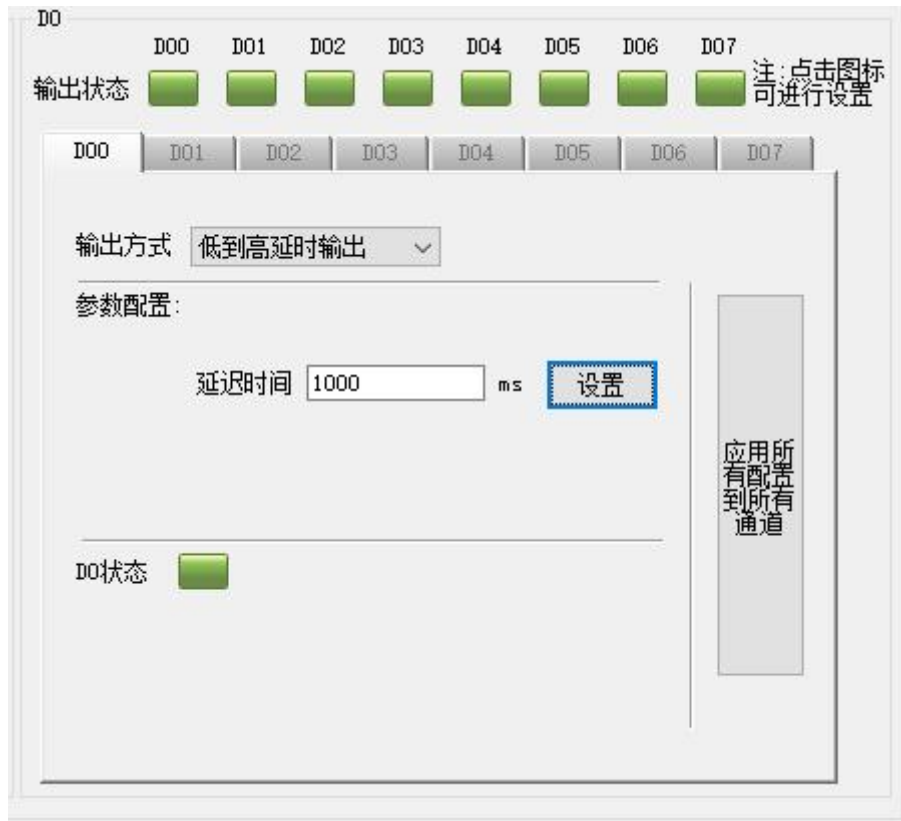 DO
DO0 DO1 DO2 DO3 DO4 DO5 DO6 DO7
输出状态
注:点击图标
可进行设置
DO0 DO1 DO2 DO3 DO4 DO5 DO6 DO7
输出方式 低到高延时输出
参数配置:
延迟时间 1000 ms 设置
应用所
有配置
到所有
通道
DO状态